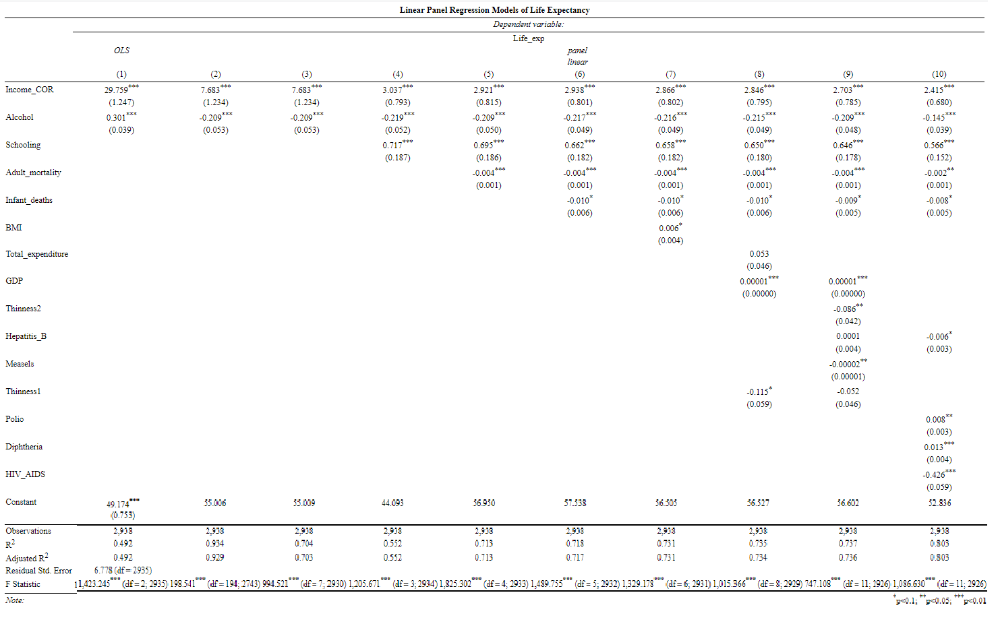 Linear Panel Regression Models of Life Expectancy
Dependent variable:
Life_exp
OLS panel
linear
(1) (2) (3) (4) (5) (6) (7) (8) (9) (10)
Income_COR 29.759*** 7.683*** 7.683*** 3.037*** 2.921*** 2.938*** 2.866*** 2.846*** 2.703*** 2.415***
(1.247) (1.234) (1.234) (0.793) (0.815) (0.801) (0.802) (0.795) (0.785) (0.680)
Alcohol 0.301*** -0.209*** -0.209*** -0.219*** -0.209*** -0.217*** -0.216*** -0.215*** -0.209*** -0.145***
(0.039) (0.053) (0.053) (0.052) (0.050) (0.049) (0.049) (0.049) (0.048) (0.039)
Schooling 0.717*** 0.695*** 0.662*** 0.658*** 0.650*** 0.646*** 0.566***
(0.187) (0.186) (0.182) (0.182) (0.180) (0.178) (0.152)
Adult_mortality -0.004*** -0.004*** -0.004*** -0.004*** -0.004*** -0.002**
(0.001) (0.001) (0.001) (0.001) (0.001) (0.001)
Infant_deaths -0.010* -0.010* -0.010* -0.009* -0.008*
(0.006) (0.006) (0.006) (0.005) (0.005)
BMI 0.006*
(0.004)
Total_expenditure 0.053
(0.046)
GDP 0.00001*** 0.00001***
(0.00000) (0.00000)
Thinness2 -0.086**
(0.042)
Hepatitis_B 0.0001 -0.006*
(0.004) (0.003)
Measels -0.00002**
(0.00001)
Thinness1 -0.115* -0.052
(0.059) (0.046)
Polio 0.008**
(0.003)
Diphtheria 0.013***
(0.004)
HIV_AIDS -0.426***
(0.059)
Constant 49.174*** 55.006 55.009 44.093 56.950 57.538 56.505 56.527 56.602 52.836
(0.753)
Observations 2,938 2,938 2,938 2,938 2,938 2,938 2,938 2,938 2,938 2,938
R2 0.492 0.934 0.704 0.552 0.713 0.718 0.731 0.735 0.737 0.803
Adjusted R2 0.492 0.929 0.703 0.552 0.713 0.717 0.731 0.734 0.736 0.803
Residual Std. Error 6.778 (df = 2935)
F Statistic 11,423.245*** (df = 2; 2935) 198.541*** (df = 194; 2743) 994.521*** (df = 7; 2930) 1,205.671*** (df = 3; 2934) 1,825.302*** (df = 4; 2933) 1,489.755*** (df = 5; 2932) 1,329.178*** (df = 6; 2931) 1,015.366*** (df = 8; 2929) 747.108*** (df = 11; 2926) 1,086.630*** (df = 11; 2926)
Note: *p<0.1; **p<0.05; ***p<0.01